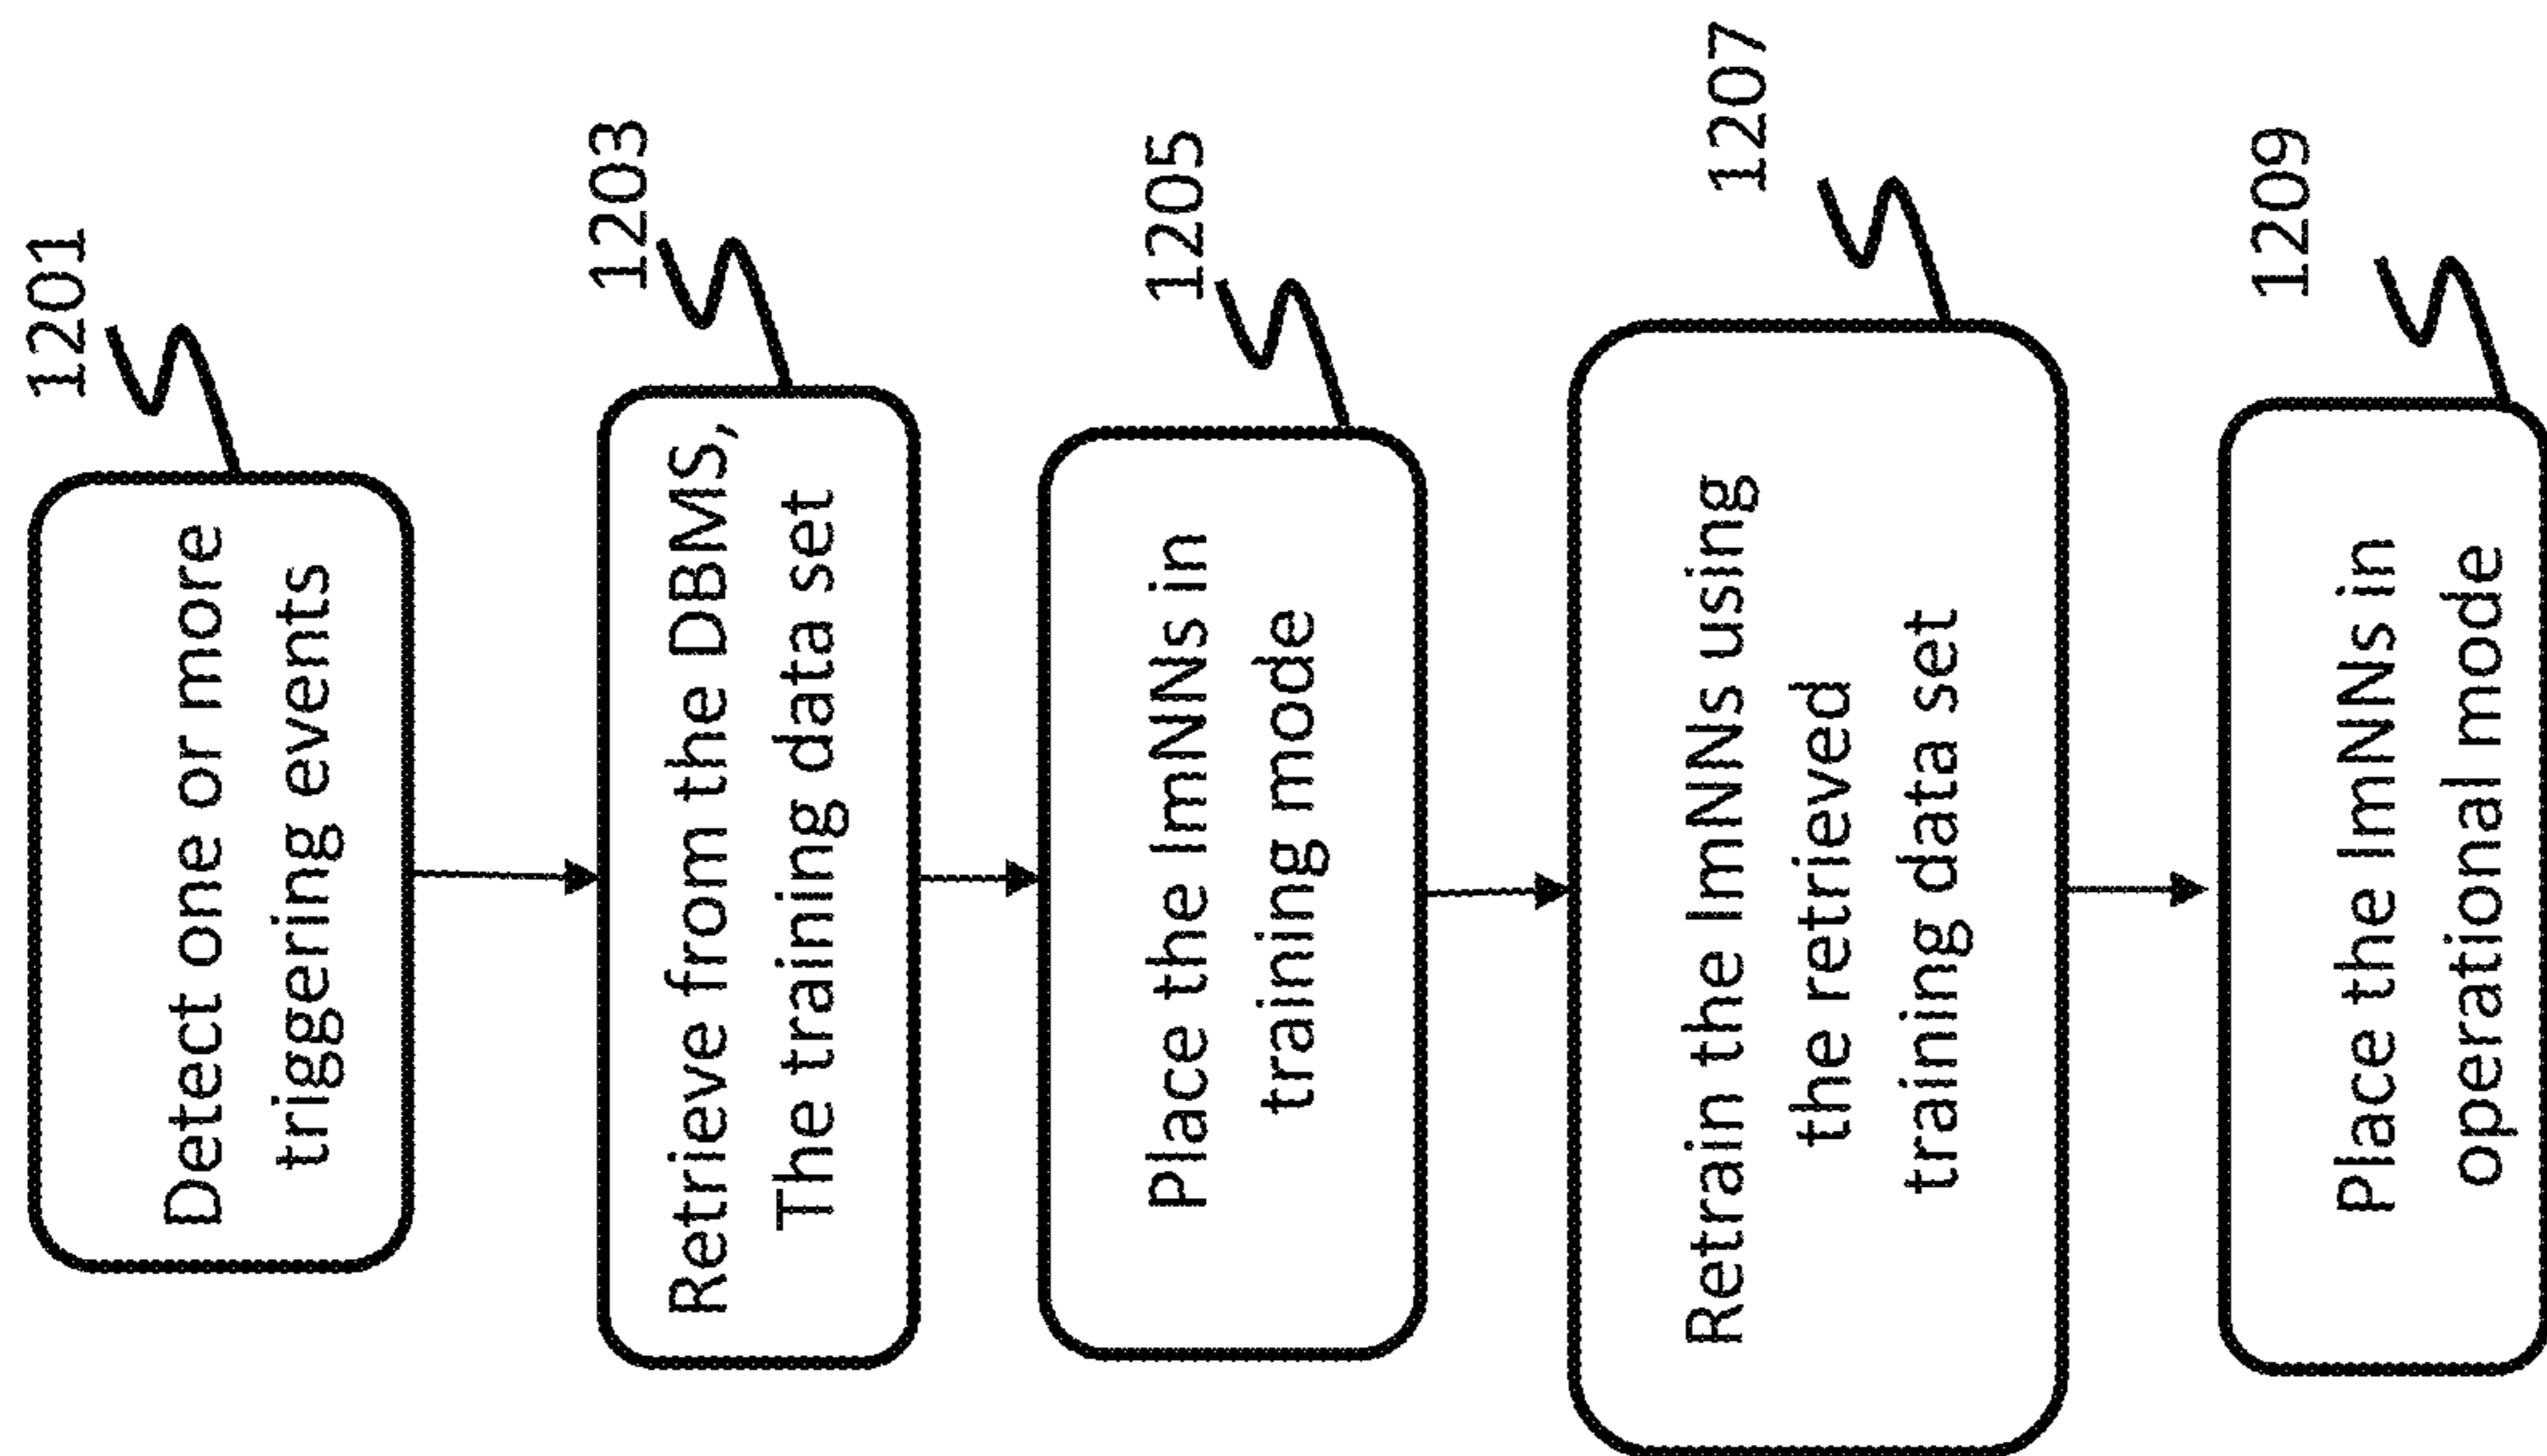 1201
Detect one or more
triggering events
1203
Retrieve from the DBMS,
The training data set
1205
Place the ImNNs in
training mode
1207
Retrain the ImNNs using
the retrieved
training data set
1209
Place the ImNNs in
operational mode